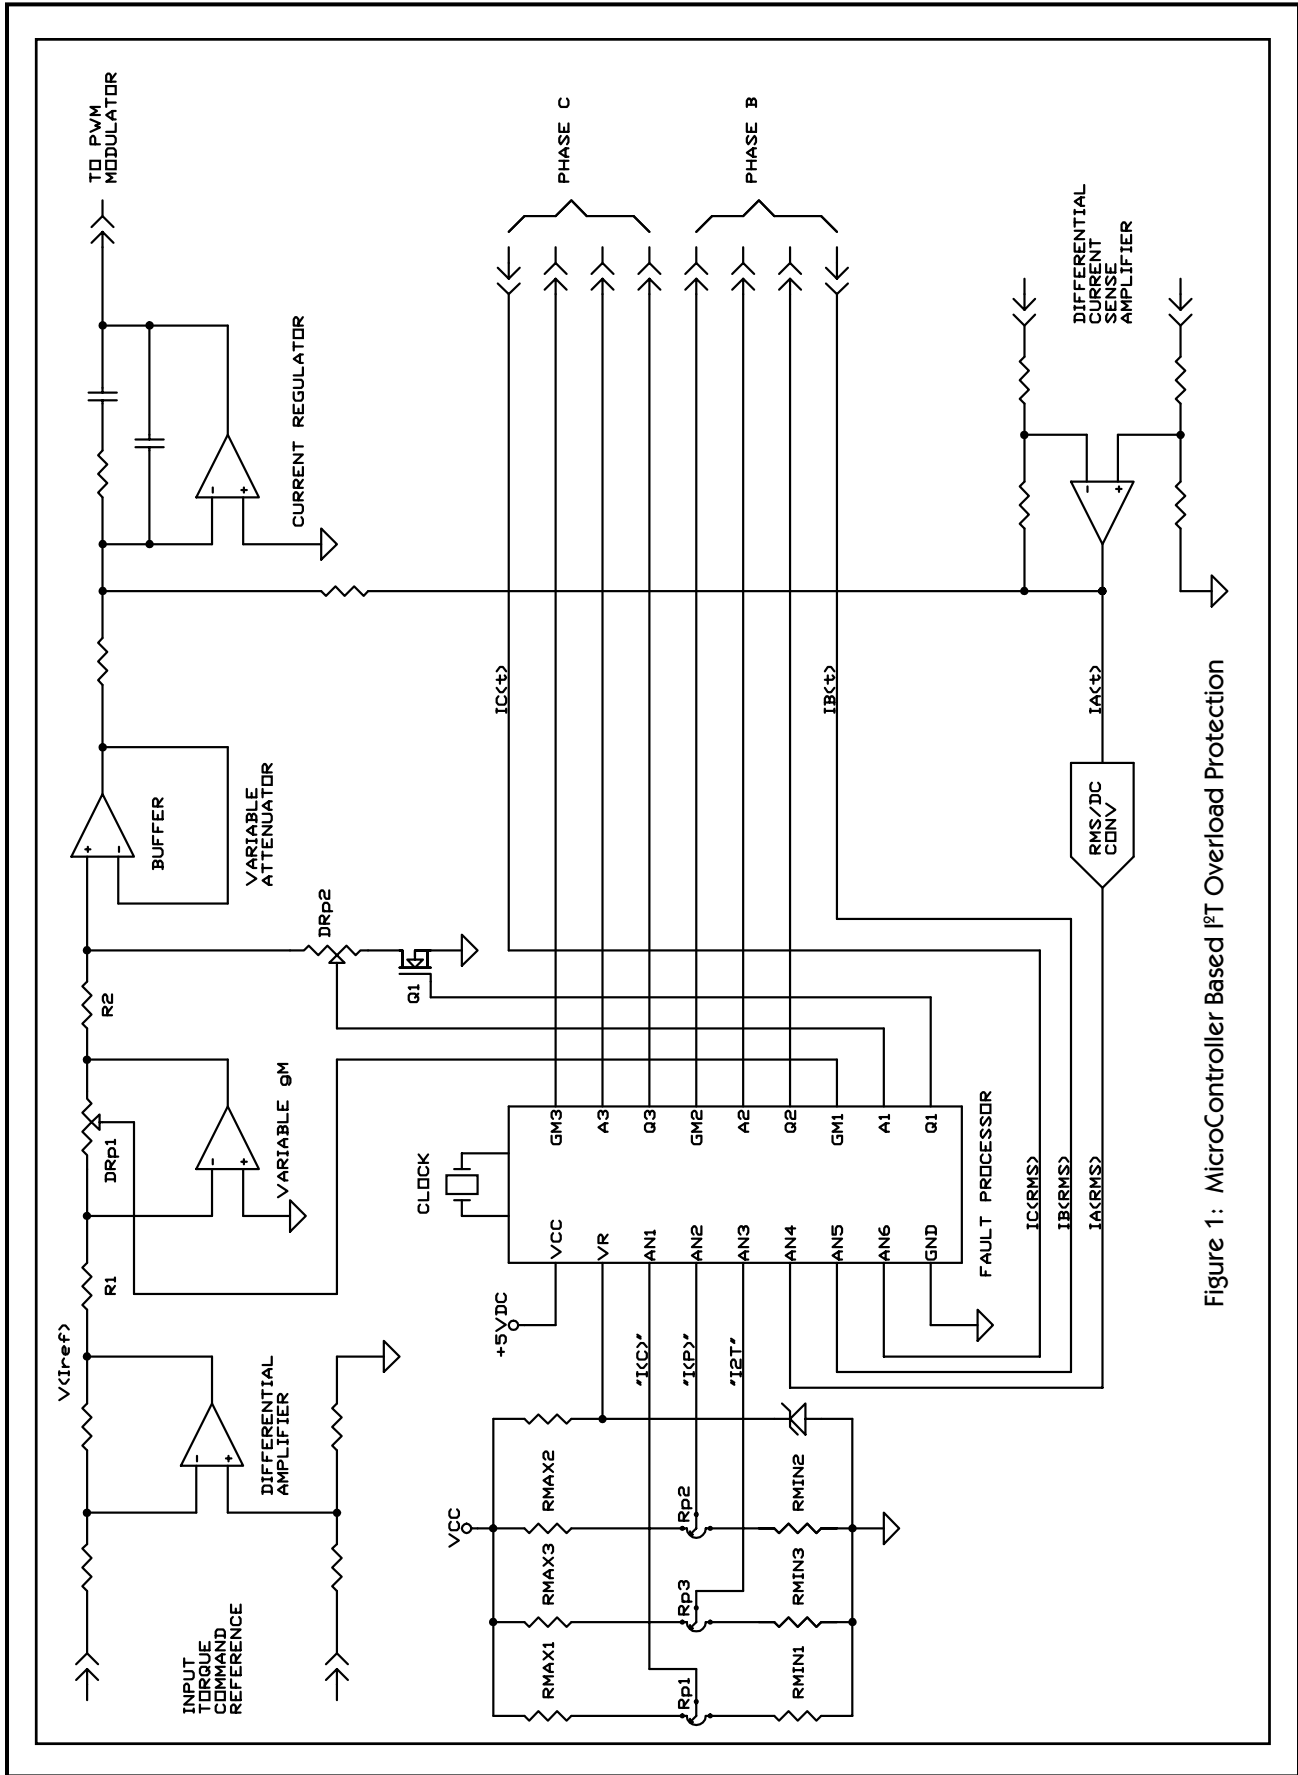 INPUT
TORQUE
COMMAND
REFERENCE
DIFFERENTIAL
AMPLIFIER
-
+
V(Iref)
R1
DRp1
VARIABLE gM
-
+
R2
DRp2
Q1
+
-
BUFFER
VARIABLE
ATTENUATOR
-
+
CURRENT REGULATOR
TO PWM
MODULATOR
VCC
RMAX1
RMAX3
RMAX2
Rp1
Rp3
Rp2
RMIN1
RMIN3
RMIN2
+5VDC
"I(C)"
"I(P)"
"I2T"
CLOCK
VCC
VR
AN1
AN2
AN3
AN4
AN5
AN6
GND
GM3
A3
Q3
GM2
A2
Q2
GM1
A1
Q1
FAULT PROCESSOR
IC(RMS)
IB(RMS)
IA(RMS)
IC(t)
IB(t)
IA(t)
RMS/DC
CONV
PHASE C
PHASE B
-
+
DIFFERENTIAL
CURRENT
SENSE
AMPLIFIER
Figure 1: MicroController Based I²T Overload Protection